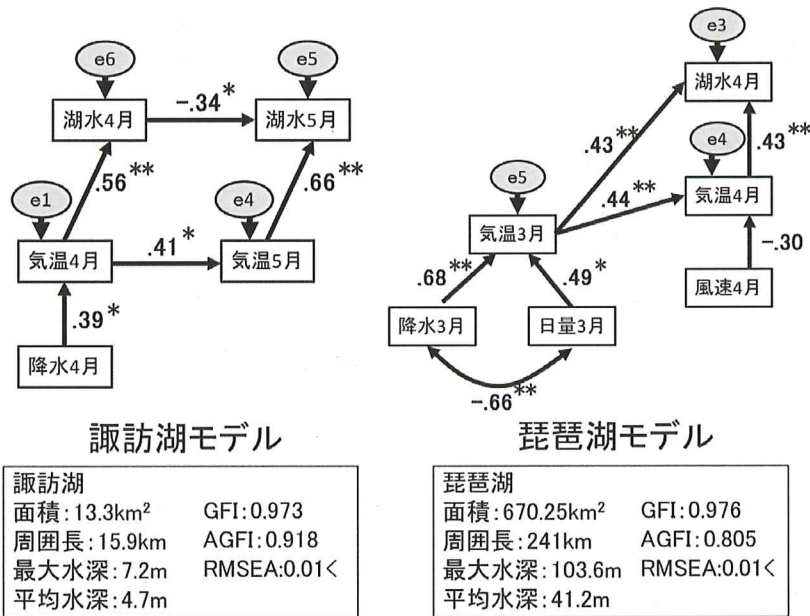 e6
e5
湖水4月
-.34*
湖水5月
.56**
.66**
e1
e4
気温4月
.41*
気温5月
.39*
降水4月
諏訪湖モデル
諏訪湖
面積:13.3km²
GFI:0.973
周囲長:15.9km
AGFI:0.918
最大水深:7.2m
RMSEA:0.01<
平均水深:4.7m
e3
湖水4月
.43**
e4
.43**
e5
.44**
気温4月
気温3月
-.30
.68**
.49*
風速4月
降水3月
日量3月
-.66**
琵琶湖モデル
琵琶湖
面積:670.25km²
GFI:0.976
周囲長:241km
AGFI:0.805
最大水深:103.6m
RMSEA:0.01<
平均水深:41.2m